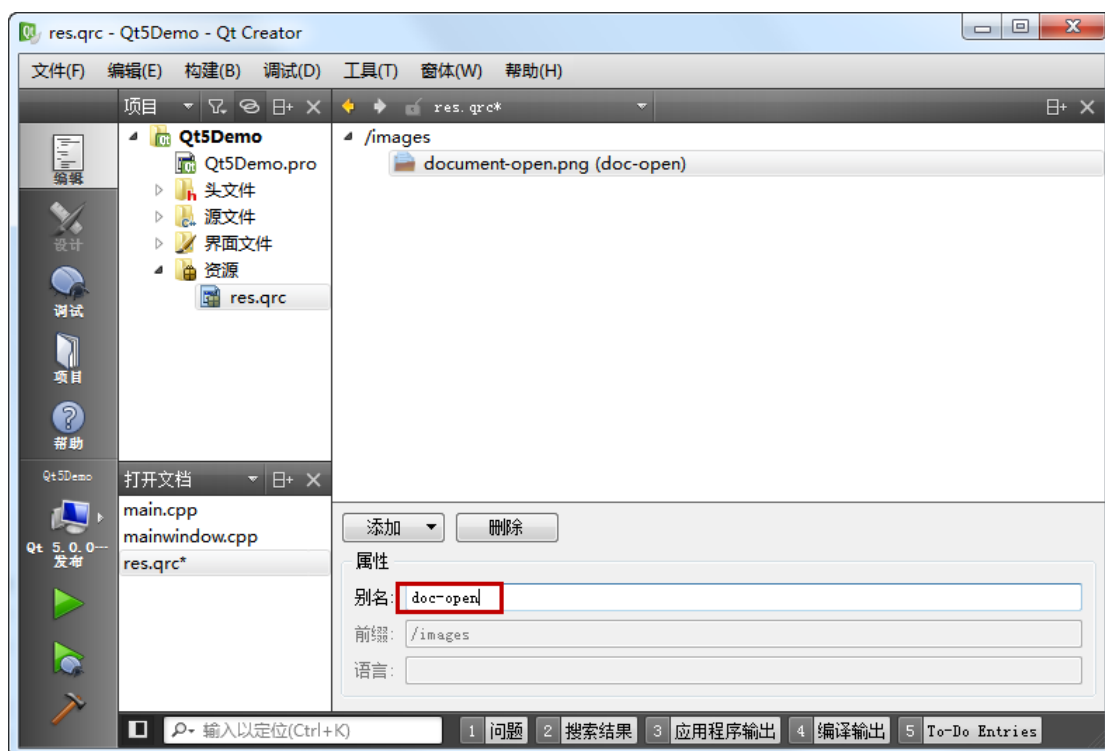 res.qrc - Qt5Demo - Qt Creator
文件(F) 编辑(E) 构建(B) 调试(D) 工具(T) 窗体(W) 帮助(H)
项目
res.qrc*
编辑
设计
调试
项目
帮助
Qt5Demo
Qt 5.0.0--
发布
Qt5Demo
Qt5Demo.pro
头文件
源文件
界面文件
资源
res.qrc
/images
document-open.png (doc-open)
打开文档
main.cpp
mainwindow.cpp
res.qrc*
添加 删除
属性
别名: doc-open
前缀: /images
语言:
输入以定位(Ctrl+K) 1 问题 2 搜索结果 3 应用程序输出 4 编译输出 5 To-Do Entries